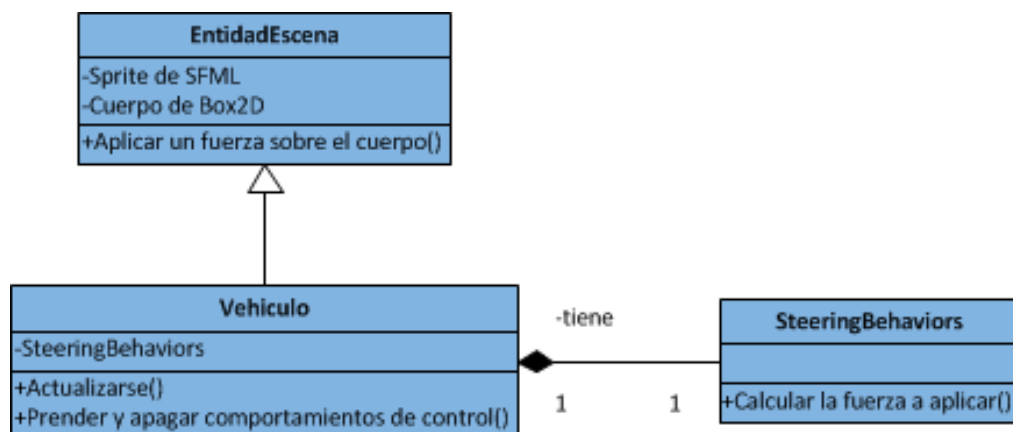 EntidadEscena
-Sprite de SFML
-Cuerpo de Box2D
+Aplicar un fuerza sobre el cuerpo()
Vehiculo
-SteeringBehaviors
+Actualizarse()
+Prender y apagar comportamientos de control()
-tiene
1
1
SteeringBehaviors
+Calcular la fuerza a aplicar()